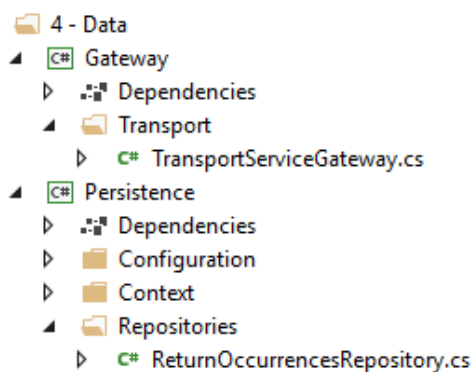 4 - Data
C# Gateway
Dependencies
Transport
C# TransportServiceGateway.cs
C# Persistence
Dependencies
Configuration
Context
Repositories
C# ReturnOccurrencesRepository.cs